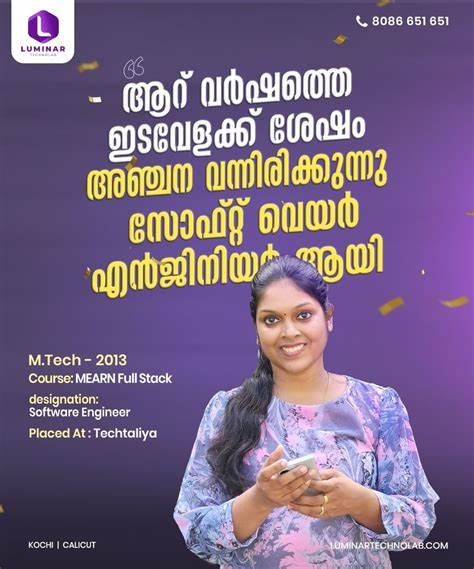 LUMINAR
TECHNOLAB
8086 651 651
“
ആറ് വർഷത്തെ
ഇടവേളക്ക് ശേഷം
അഞ്ചന വന്നിരിക്കുന്നു
സോഫ്റ്റ് വെയർ
എൻജിനിയർ ആയി
M.Tech - 2013
Course: MEARN Full Stack
designation:
Software Engineer
Placed At : Techtaliya
KOCHI | CALICUT
LUMINARTECHNOLAB.COM